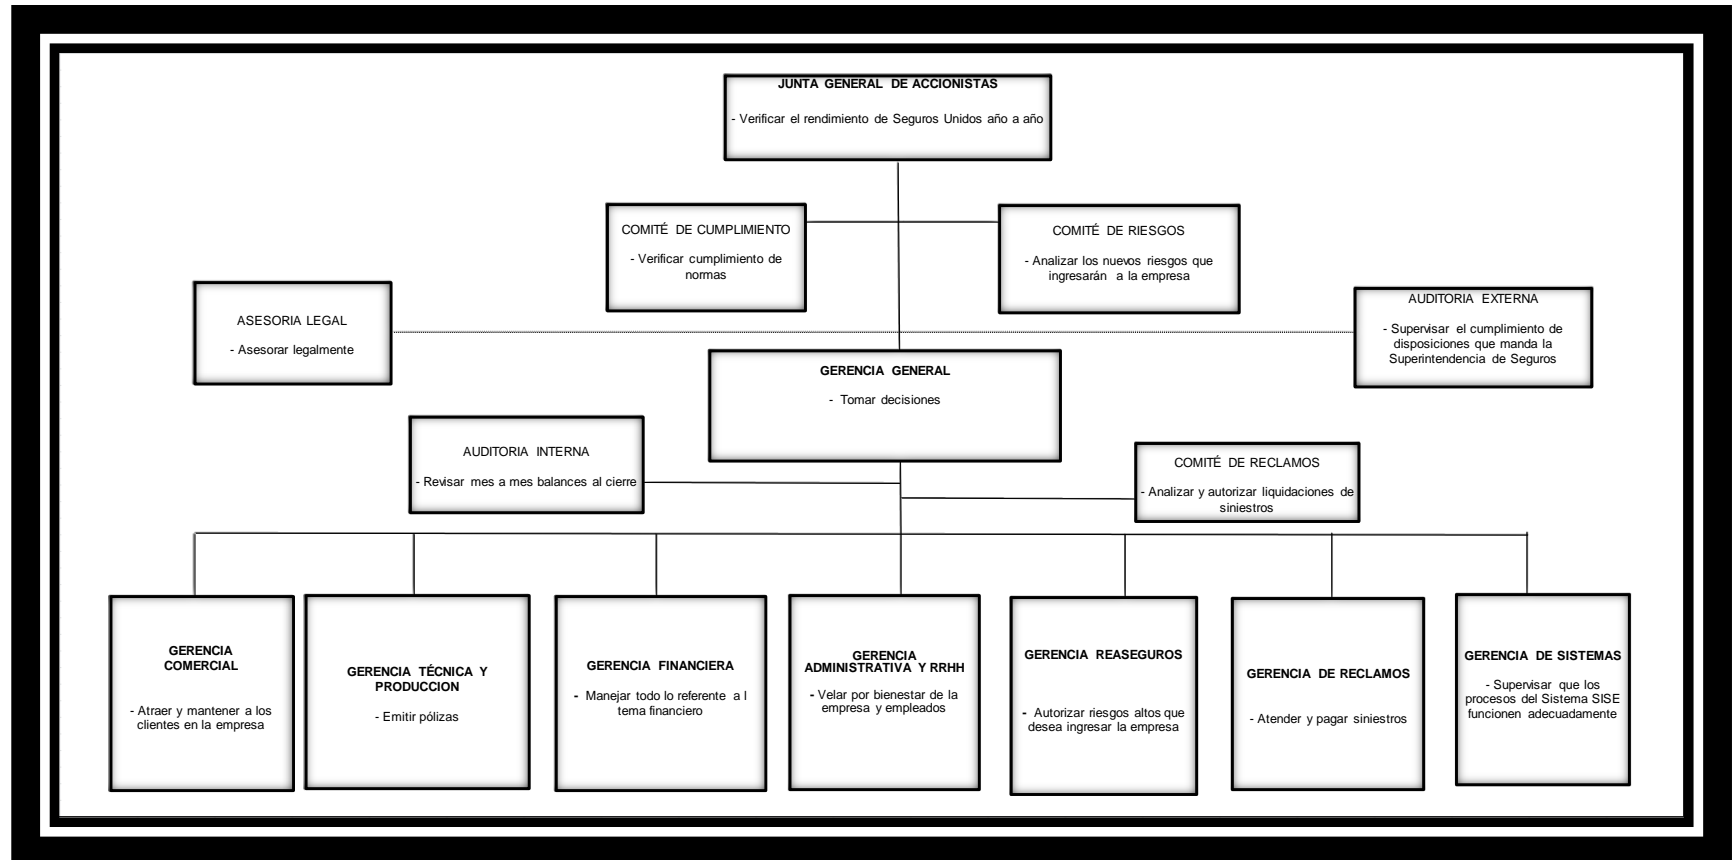 JUNTA GENERAL DE ACCIONISTAS
- Verificar el rendimiento de Seguros Unidos año a año
COMITÉ DE CUMPLIMIENTO
- Verificar cumplimiento de
normas
COMITÉ DE RIESGOS
- Analizar los nuevos riesgos que
ingresarán a la empresa
ASESORIA LEGAL
- Asesorar legalmente
AUDITORIA EXTERNA
- Supervisar el cumplimiento de
disposiciones que manda la
Superintendencia de Seguros
GERENCIA GENERAL
- Tomar decisiones
AUDITORIA INTERNA
- Revisar mes a mes balances al cierre
COMITÉ DE RECLAMOS
- Analizar y autorizar liquidaciones de
siniestros
GERENCIA
COMERCIAL
- Atraer y mantener a los
clientes en la empresa
GERENCIA TÉCNICA Y
PRODUCCION
- Emitir pólizas
GERENCIA FINANCIERA
- Manejar todo lo referente a l
tema financiero
GERENCIA
ADMINISTRATIVA Y RRHH
- Velar por bienestar de la
empresa y empleados
GERENCIA REASEGUROS
- Autorizar riesgos altos que
desea ingresar la empresa
GERENCIA DE RECLAMOS
- Atender y pagar siniestros
GERENCIA DE SISTEMAS
- Supervisar que los
procesos del Sistema SISE
funcionen adecuadamente